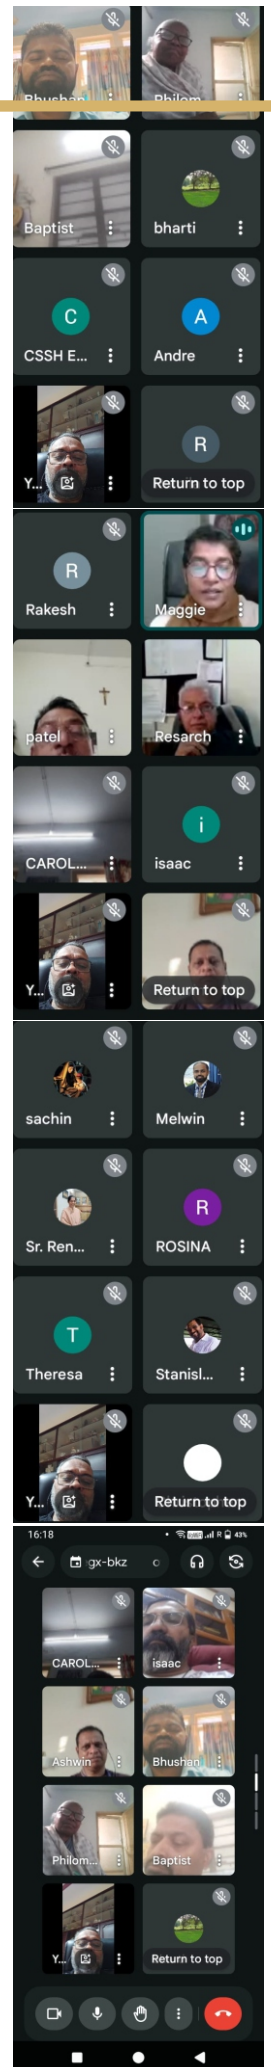 Bhushan Philom...
Baptist bharti
C A
CSSH E... Andre
R
Y... Return to top
R
Rakesh Maggie
patel Resarch
i
CAROL... isaac
Y... Return to top
sachin Melwin
R
Sr. Ren... ROSINA
T
Theresa Stanisl...
Y... Return to top
16:18 R 43%
gx-bkz
CAROL... isaac
Ashwin Bhushan
Philom... Baptist
Y... Return to top